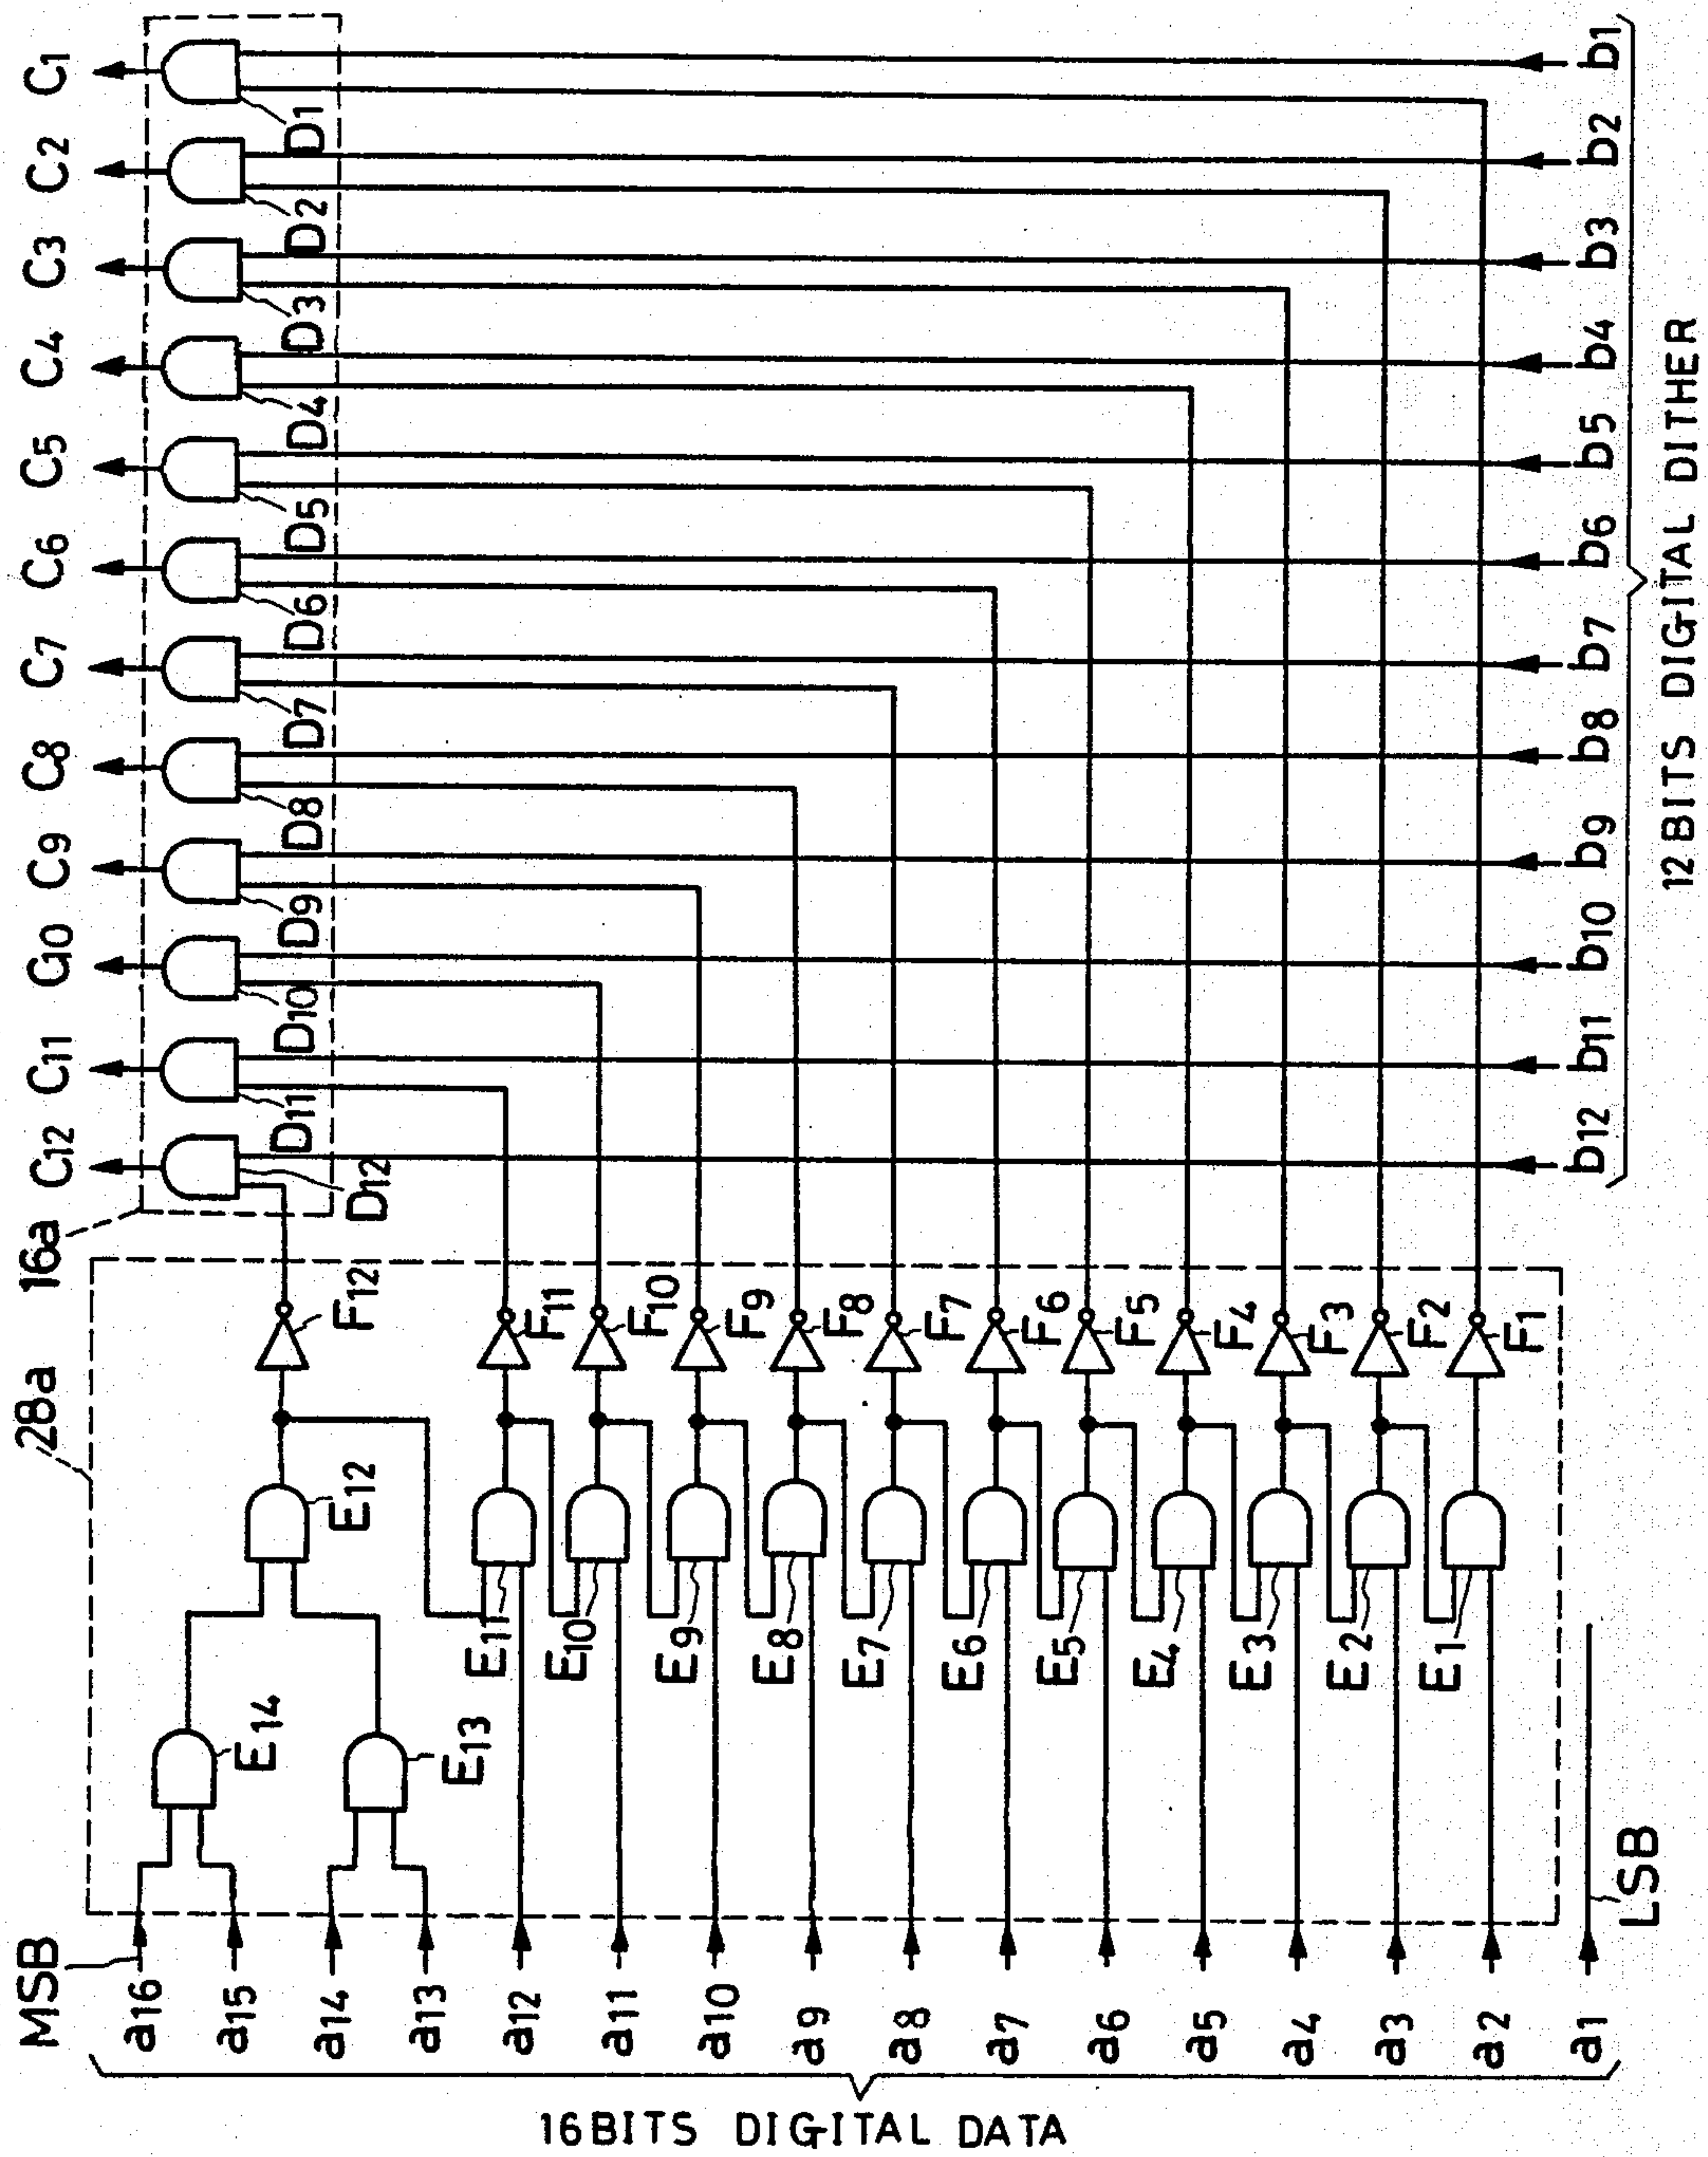 16 BITS DIGITAL DATA
MSB
a16
a15
a14
a13
a12
a11
a10
a9
a8
a7
a6
a5
a4
a3
a2
a1
LSB
28a
E14
E13
E12
E11
E10
E9
E8
E7
E6
E5
E4
E3
E2
E1
F12
F11
F10
F9
F8
F7
F6
F5
F4
F3
F2
F1
16a
C12
C11
C10
C9
C8
C7
C6
C5
C4
C3
C2
C1
D12
D11
D10
D9
D8
D7
D6
D5
D4
D3
D2
D1
b12
b11
b10
b9
b8
b7
b6
b5
b4
b3
b2
b1
12 BITS DIGITAL DITHER